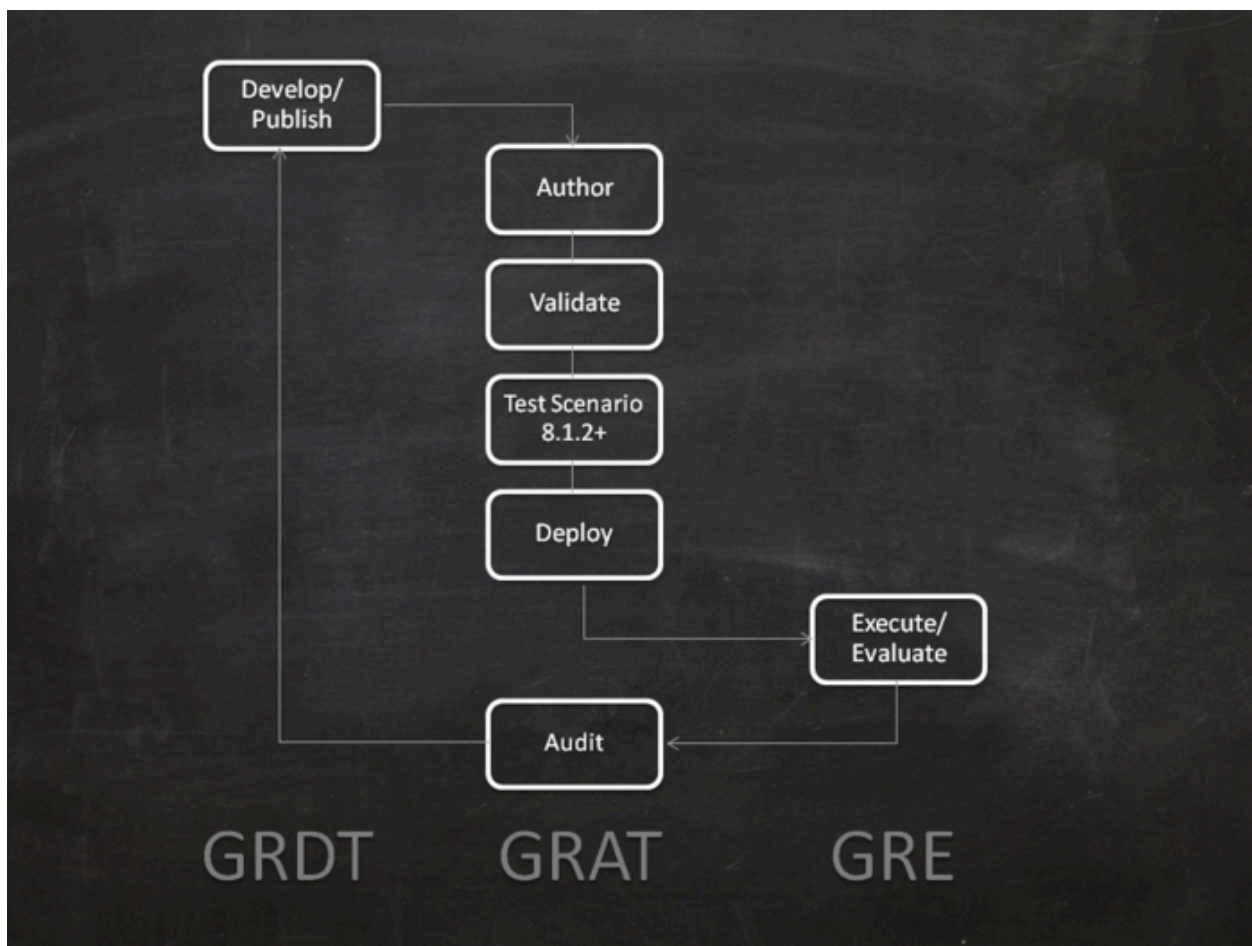 Develop/
Publish
Author
Validate
Test Scenario
8.1.2+
Deploy
Execute/
Evaluate
Audit
GRDT GRAT GRE